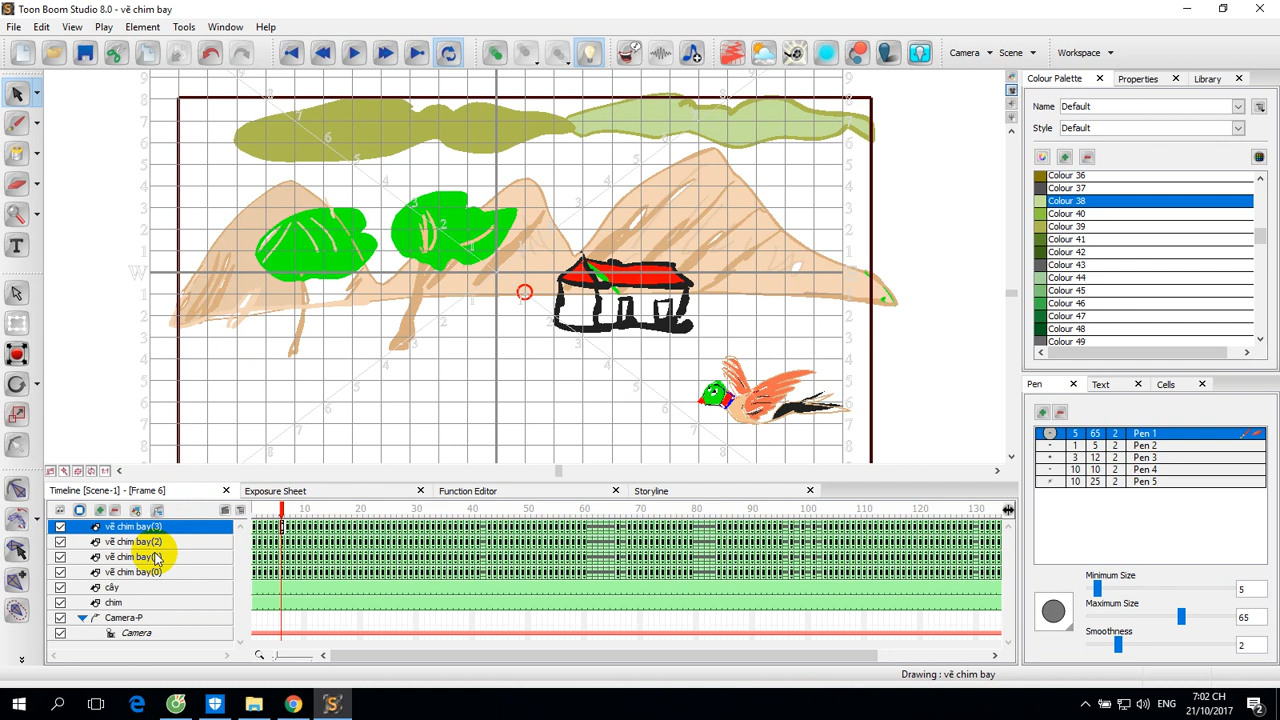 Toon Boom Studio 8.0 - vẽ chim bay
File Edit View Play Element Tools Window Help
Camera Scene Workspace
Colour Palette Properties Library
Name Default
Style Default
Colour 36
Colour 37
Colour 38
Colour 40
Colour 39
Colour 41
Colour 42
Colour 43
Colour 44
Colour 45
Colour 46
Colour 47
Colour 48
Colour 49
Pen Text Cells
5 65 2 Pen 1
1 5 2 Pen 2
3 12 2 Pen 3
10 10 2 Pen 4
10 25 2 Pen 5
Minimum Size
5
Maximum Size
65
Smoothness
2
Timeline [Scene-1] - [Frame 6] Exposure Sheet Function Editor Storyline
10 20 30 40 50 60 70 80 90 100 110 120 130
vẽ chim bay(3)
vẽ chim bay(2)
vẽ chim bay
vẽ chim bay(0)
cây
chim
Camera-P
Camera
Drawing : vẽ chim bay
ENG
7:02 CH
21/10/2017